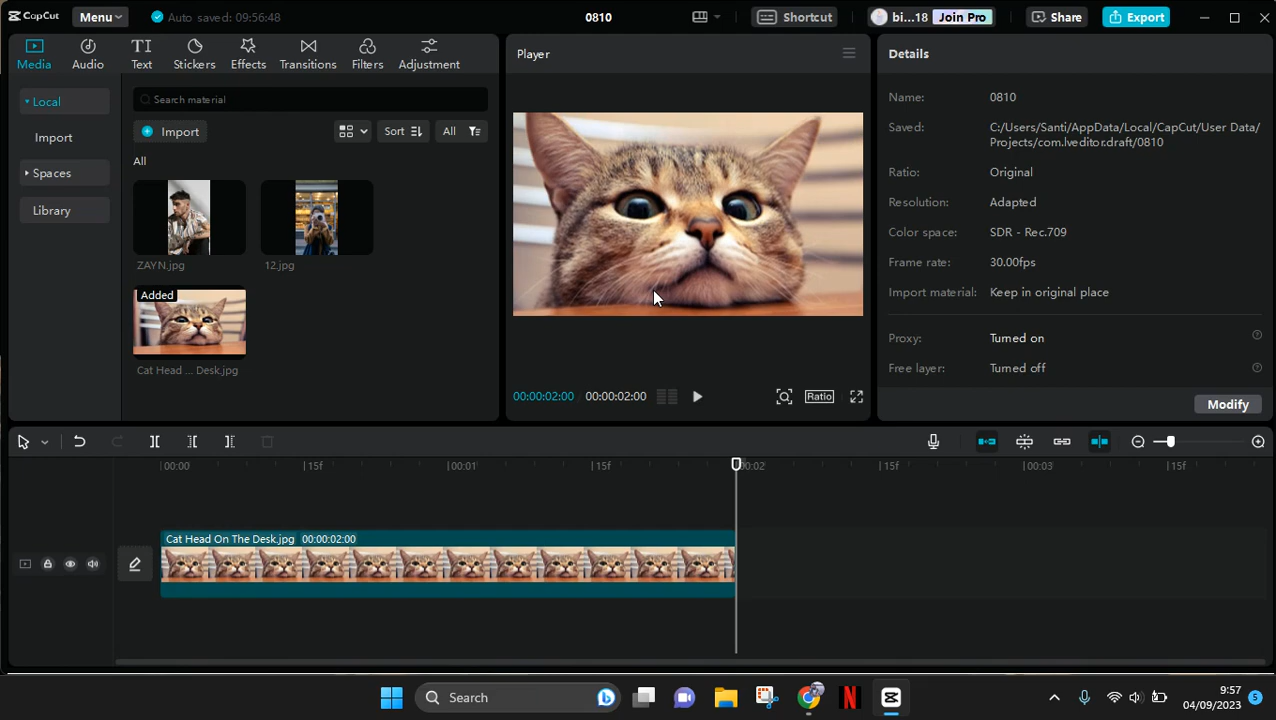 CapCut Menu Auto saved: 09:56:48 0810 Shortcut bi...18 Join Pro Share Export
Media Audio Text Stickers Effects Transitions Filters Adjustment
Local
Import
Spaces
Library
Search material
Import Sort All
All
ZAYN.jpg 12.jpg
Added
Cat Head ... Desk.jpg
Player
00:00:02:00 00:00:02:00 Ratio
Details
Name: 0810
Saved: C:/Users/Santi/AppData/Local/CapCut/User Data/
Projects/com.lveditor.draft/0810
Ratio: Original
Resolution: Adapted
Color space: SDR - Rec.709
Frame rate: 30.00fps
Import material: Keep in original place
Proxy: Turned on
Free layer: Turned off
Modify
00:00 15f 00:01 15f 00:02 15f 00:03 15f
Cat Head On The Desk.jpg 00:00:02:00
Search
9:57
04/09/2023
5